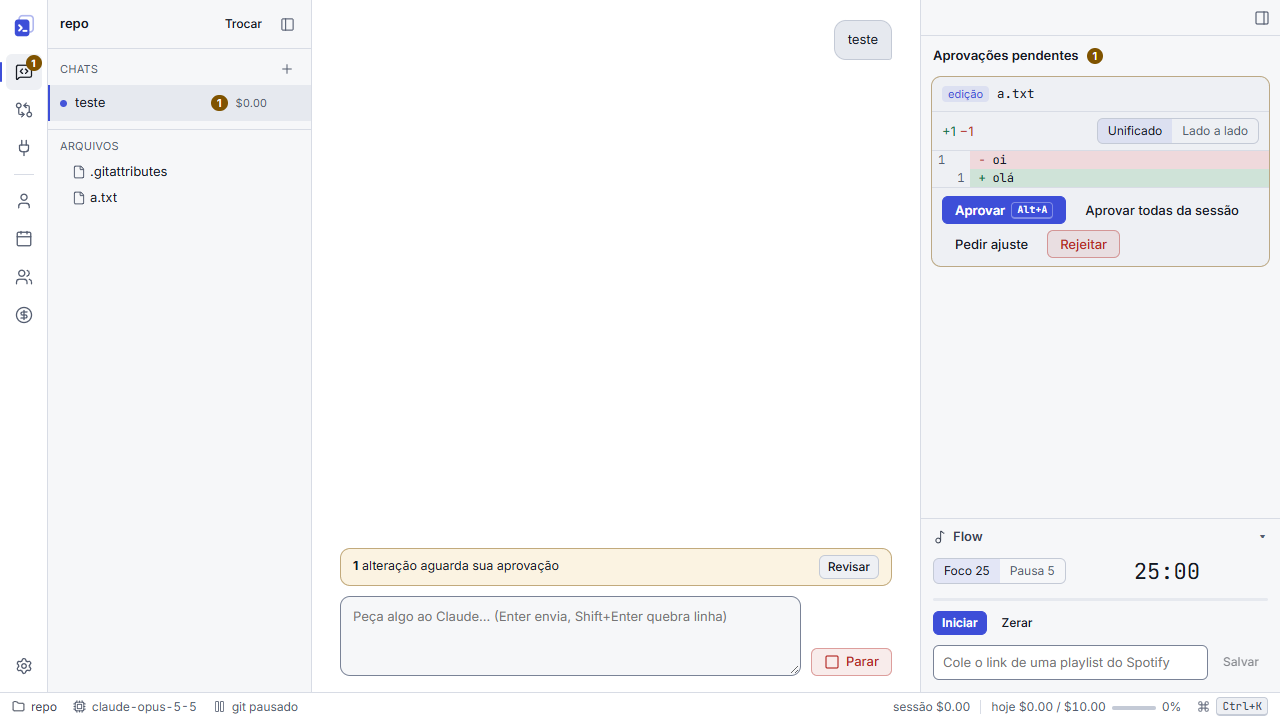 repo
Trocar
1
CHATS
teste
1
$0.00
ARQUIVOS
.gitattributes
a.txt
teste
1 alteração aguarda sua aprovação
Revisar
Peça algo ao Claude... (Enter envia, Shift+Enter quebra linha)
Parar
Aprovações pendentes 1
edição a.txt
+1 −1
Unificado
Lado a lado
1 - oi
1 + olá
Aprovar Alt+A
Aprovar todas da sessão
Pedir ajuste
Rejeitar
Flow
Foco 25
Pausa 5
25:00
Iniciar
Zerar
Cole o link de uma playlist do Spotify
Salvar
repo
claude-opus-5-5
git pausado
sessão $0.00
hoje $0.00 / $10.00
0%
⌘ Ctrl+K